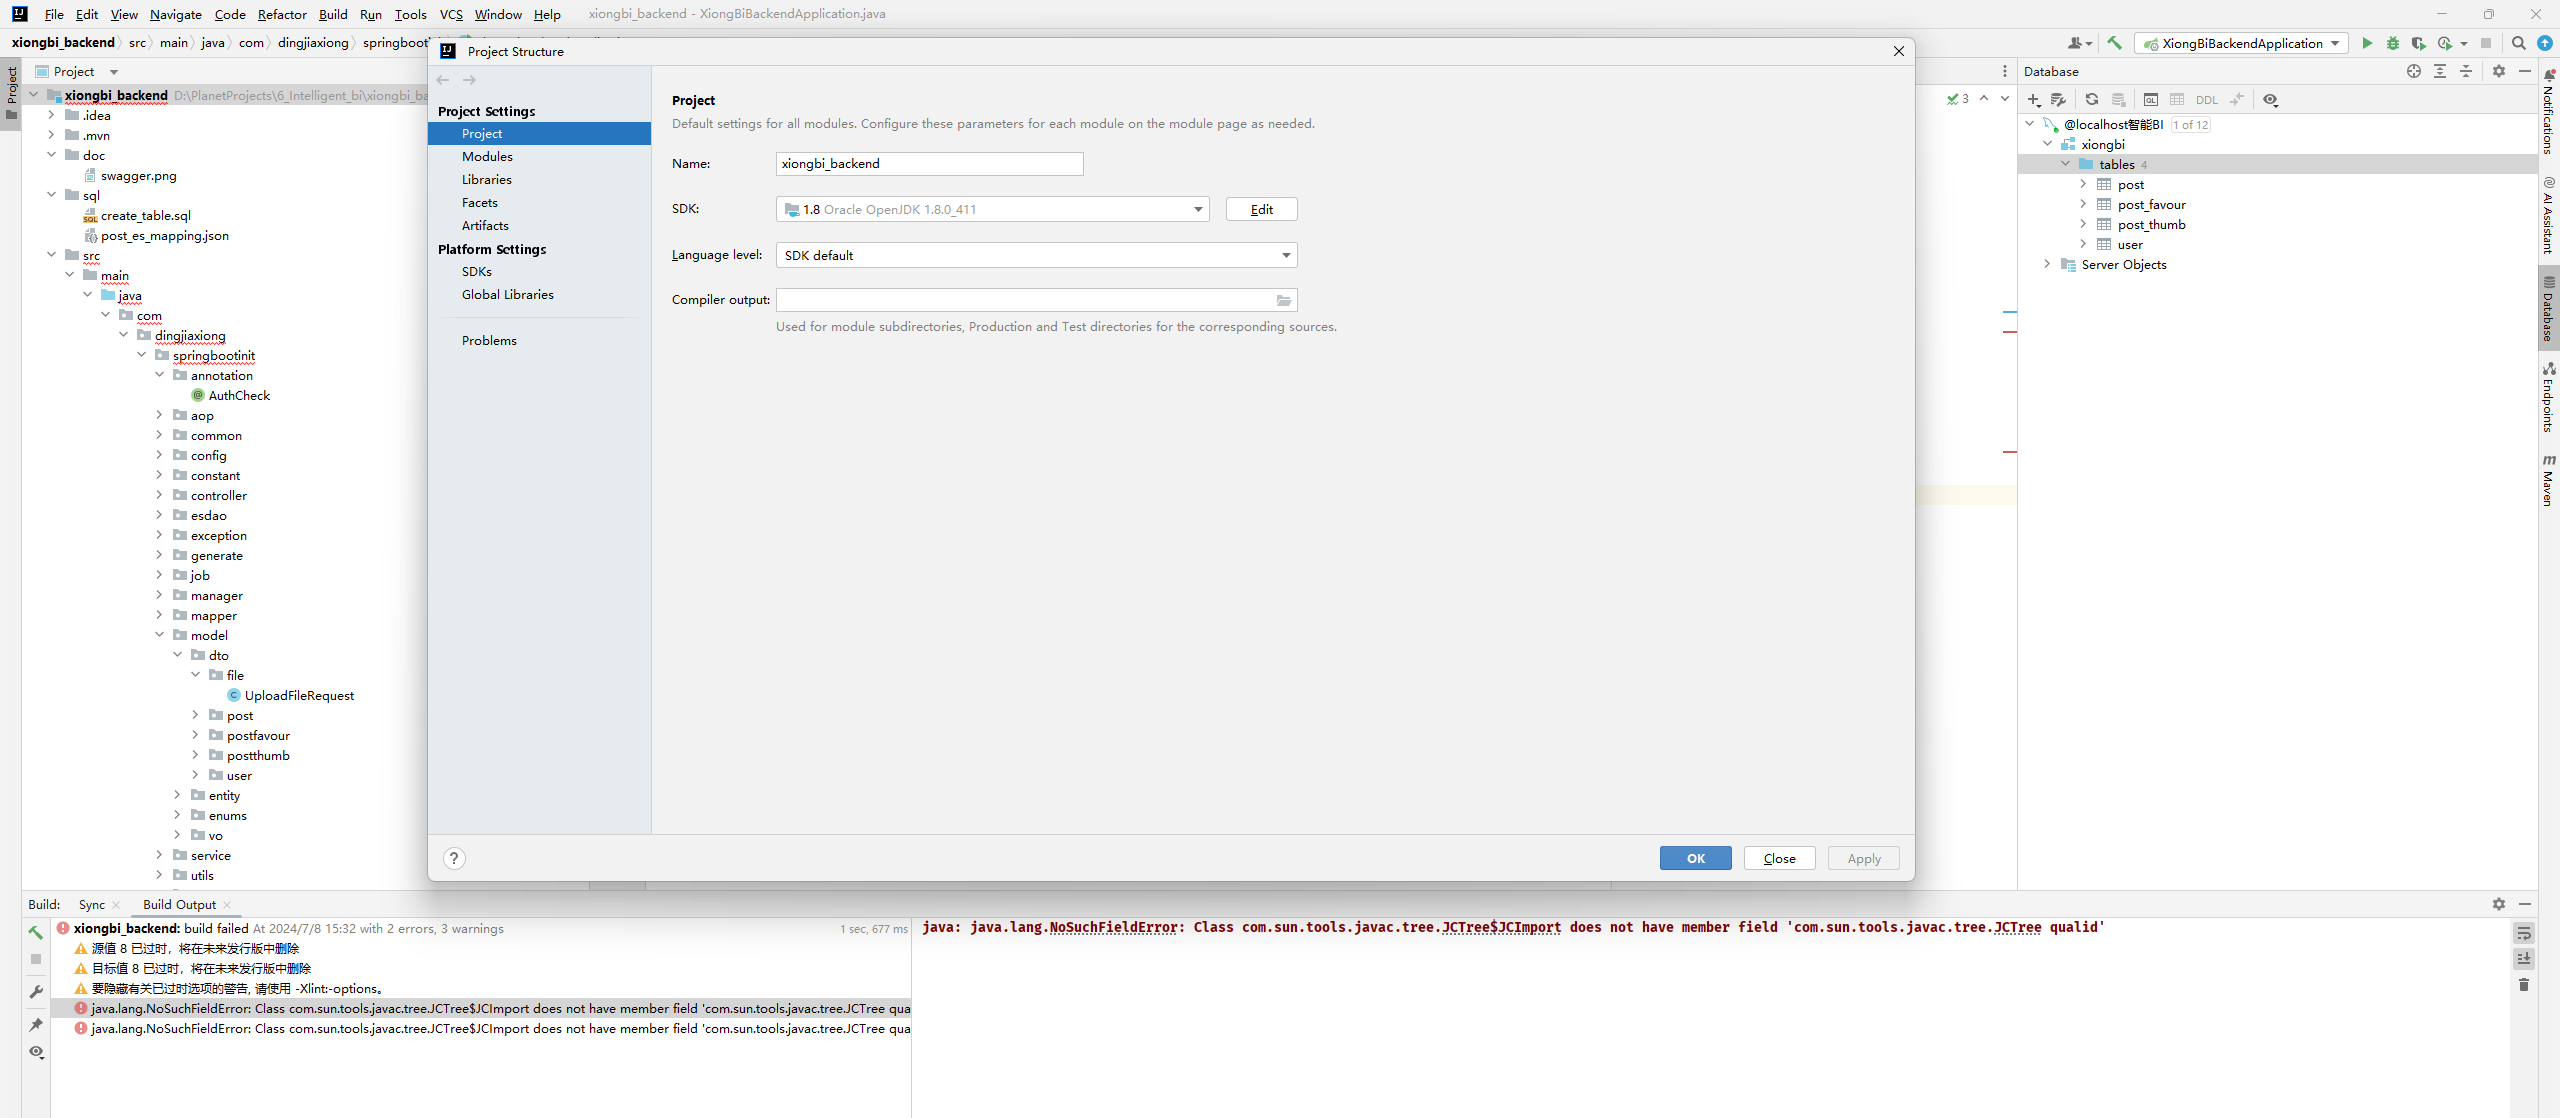 File Edit View Navigate Code Refactor Build Run Tools VCS Window Help xiongbi_backend - XiongBiBackendApplication.java
xiongbi_backend src main java com dingjiaxiong
XiongBiBackendApplication
Project
Project
xiongbi_backend
.idea
.mvn
doc
swagger.png
sql
create_table.sql
post_es_mapping.json
src
main
java
com
dingjiaxiong
springbootinit
annotation
AuthCheck
aop
common
config
constant
controller
esdao
exception
generate
job
manager
mapper
model
dto
file
UploadFileRequest
post
postfavour
postthumb
user
entity
enums
vo
service
utils
Project Structure
Project Settings
Project
Modules
Libraries
Facets
Artifacts
Platform Settings
SDKs
Global Libraries
Problems
Project
Default settings for all modules. Configure these parameters for each module on the module page as needed.
Name: xiongbi_backend
SDK: 1.8 Oracle OpenJDK 1.8.0_411 Edit
Language level: SDK default
Compiler output:
Used for module subdirectories, Production and Test directories for the corresponding sources.
? OK Close Apply
3
Database
DDL
@localhost智能BI 1 of 12
xiongbi
tables 4
post
post_favour
post_thumb
user
Server Objects
Notifications
AI Assistant
Database
Endpoints
Maven
Build: Sync Build Output
xiongbi_backend: build failed At 2024/7/8 15:32 with 2 errors, 3 warnings 1 sec, 677 ms
源值 8 已过时，将在未来发行版中删除
目标值 8 已过时，将在未来发行版中删除
要隐藏有关已过时选项的警告, 请使用 -Xlint:-options。
java.lang.NoSuchFieldError: Class com.sun.tools.javac.tree.JCTree$JCImport does not have member field 'com.sun.tools.javac.tree.JCTree qua
java.lang.NoSuchFieldError: Class com.sun.tools.javac.tree.JCTree$JCImport does not have member field 'com.sun.tools.javac.tree.JCTree qua
java: java.lang.NoSuchFieldError: Class com.sun.tools.javac.tree.JCTree$JCImport does not have member field 'com.sun.tools.javac.tree.JCTree qualid'